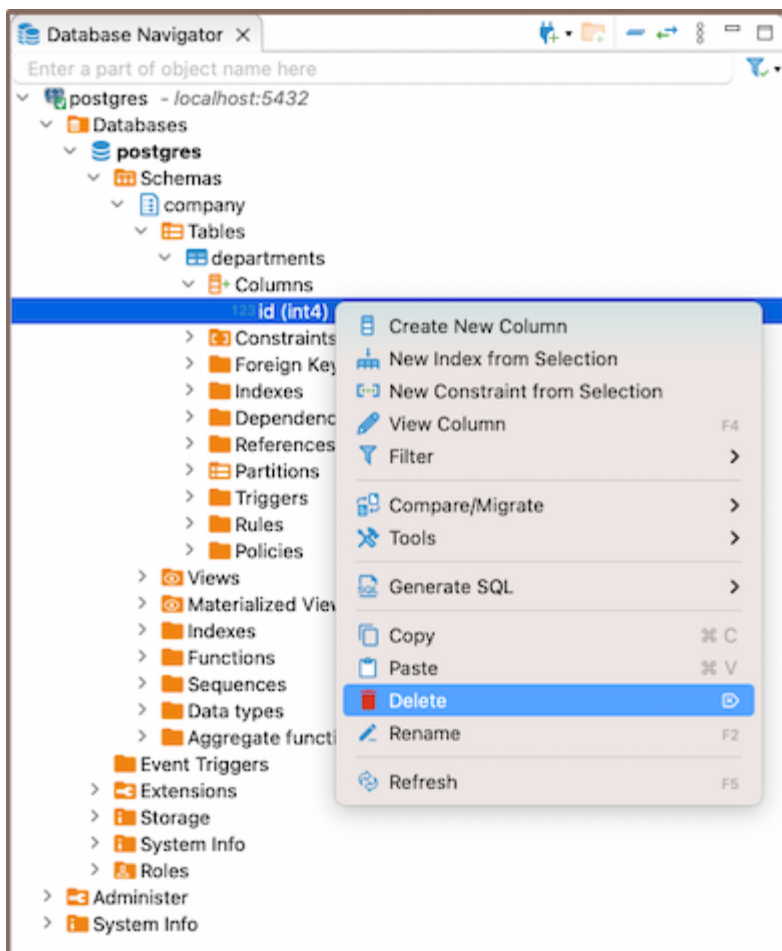 Database Navigator
Enter a part of object name here
postgres - localhost:5432
Databases
postgres
Schemas
company
Tables
departments
Columns
123 id (int4)
Constraints
Foreign Key
Indexes
Dependenc
References
Partitions
Triggers
Rules
Policies
Views
Materialized View
Indexes
Functions
Sequences
Data types
Aggregate functi
Event Triggers
Extensions
Storage
System Info
Roles
Administer
System Info
Create New Column
New Index from Selection
New Constraint from Selection
View Column F4
Filter
Compare/Migrate
Tools
Generate SQL
Copy ⌘ C
Paste ⌘ V
Delete
Rename F2
Refresh F5